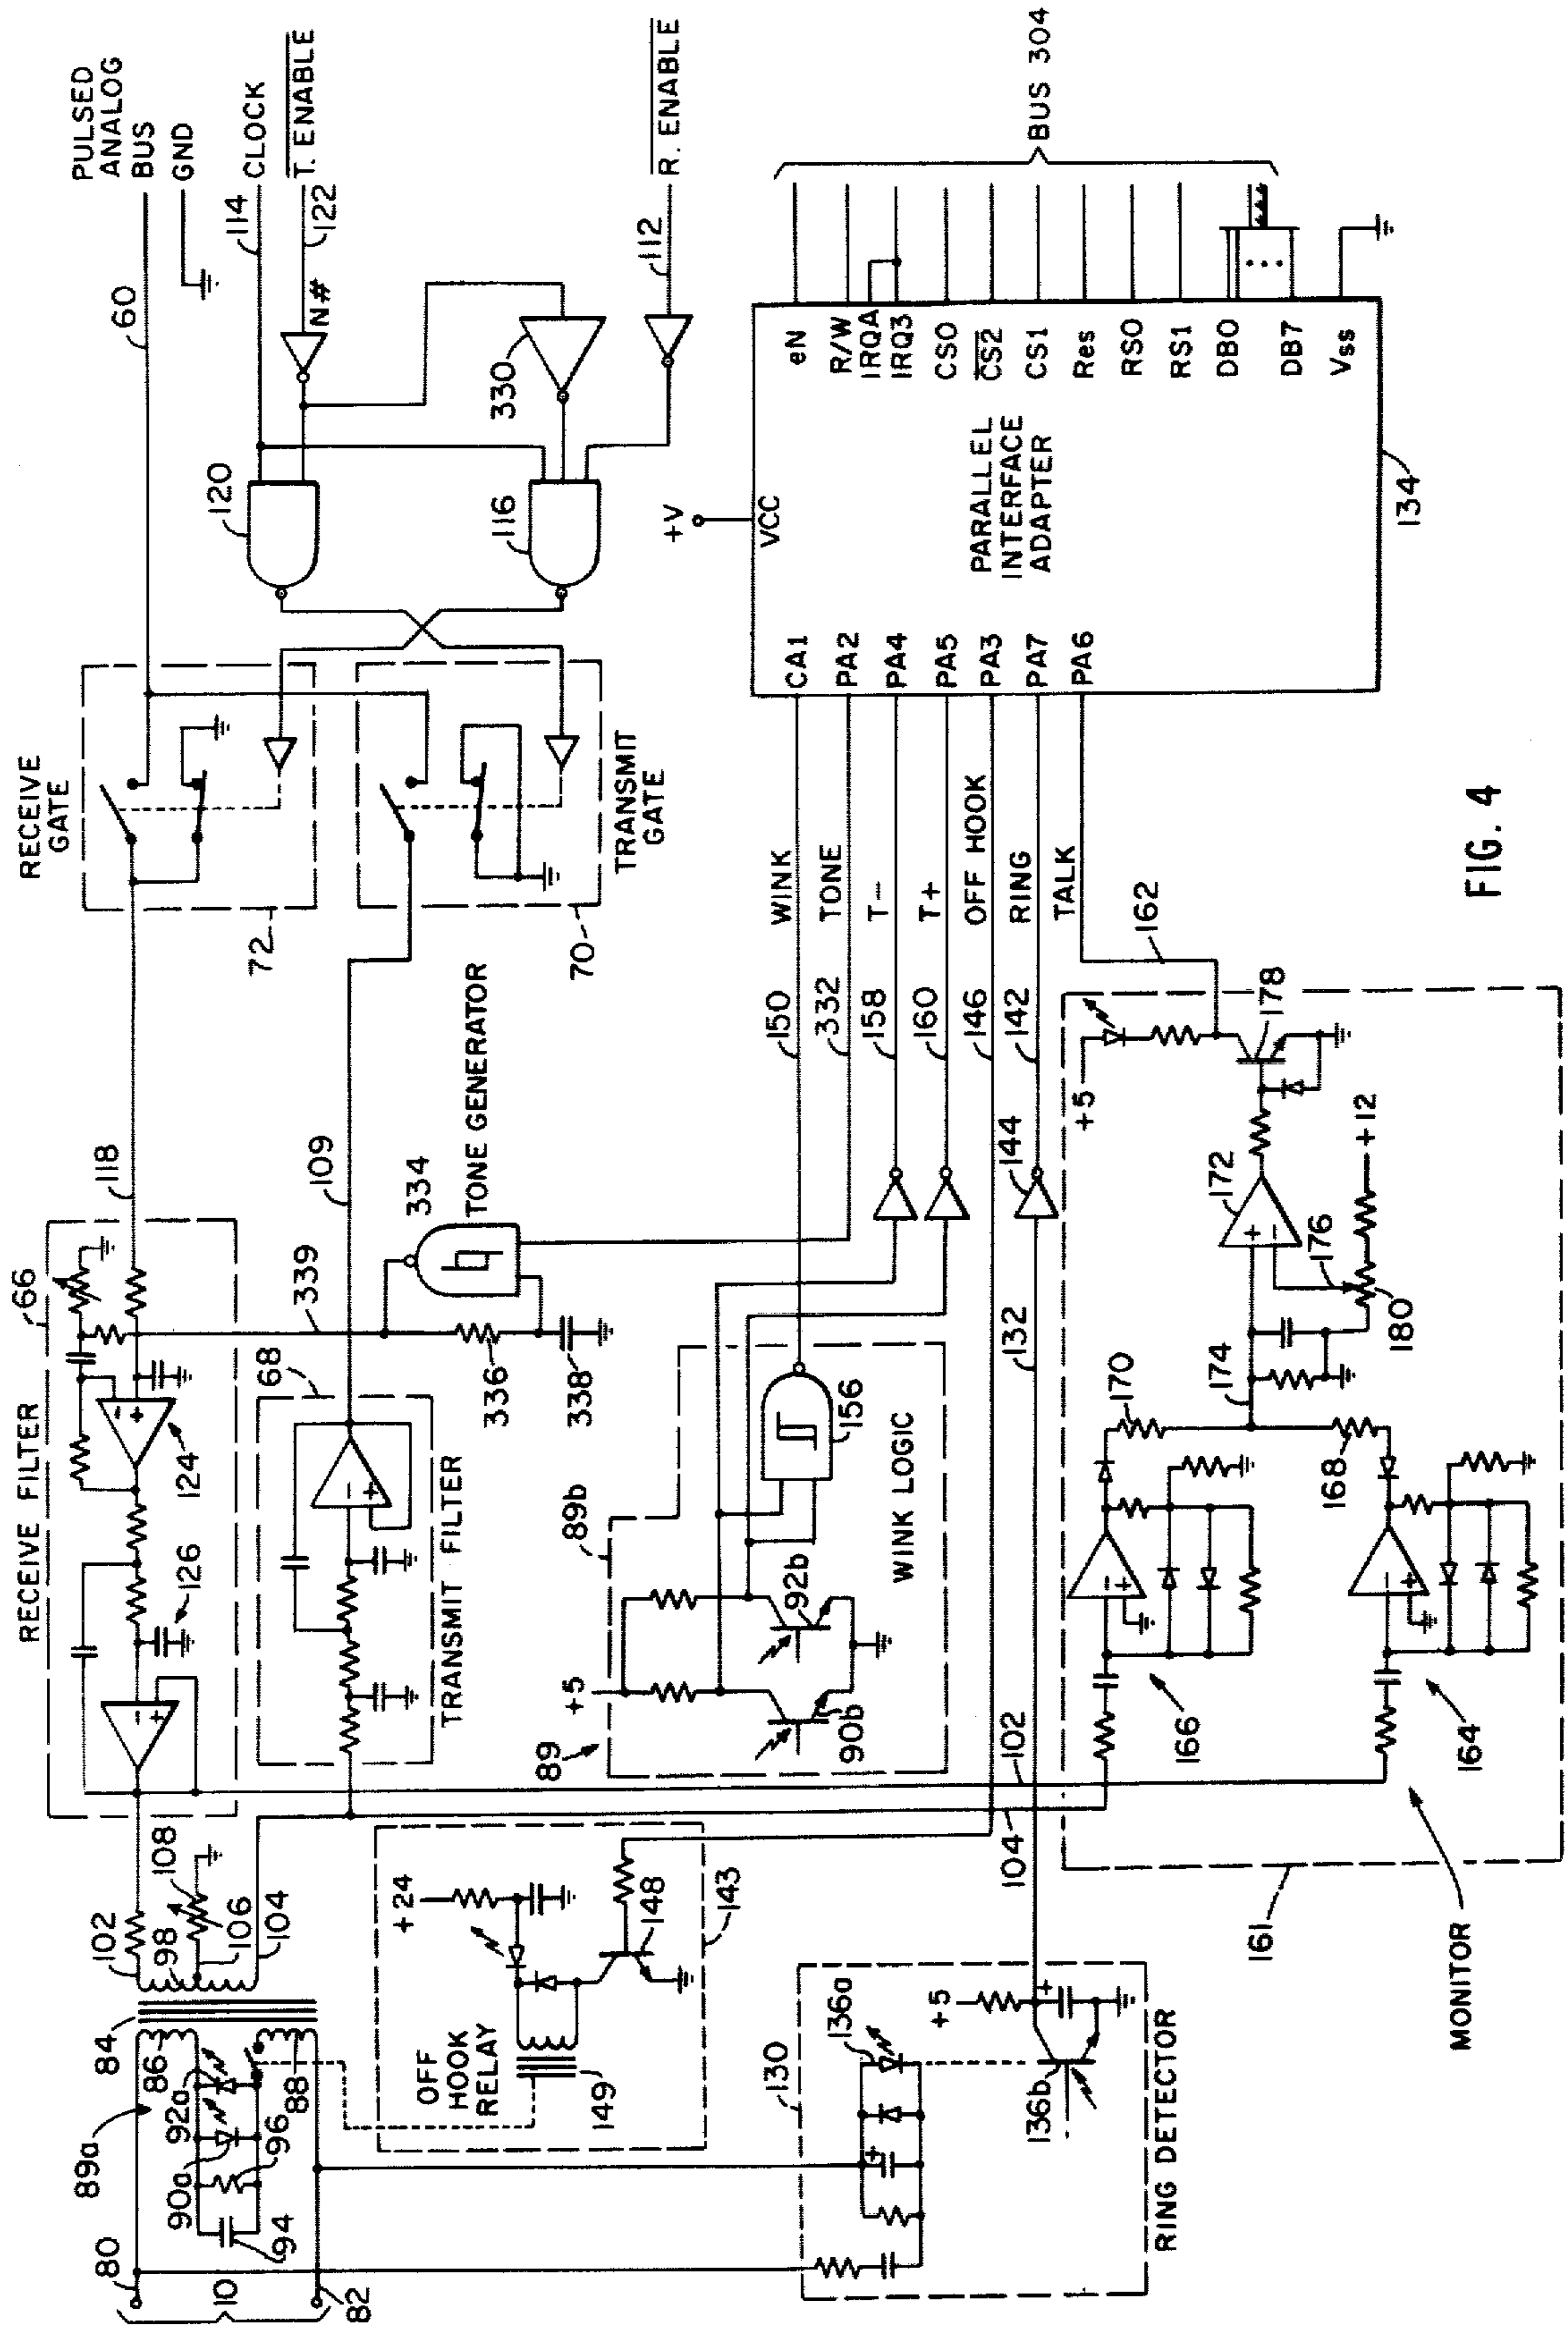 PULSED
ANALOG
BUS
GND
CLOCK
T. ENABLE
R. ENABLE
60
114
122
N#
112
120
330
116
RECEIVE
GATE
72
TRANSMIT
GATE
70
118
109
66
RECEIVE FILTER
124
126
339
334
TONE GENERATOR
336
338
68
TRANSMIT FILTER
102
108
98
106
104
84
86
88
89a
92a
90a
96
94
80
10
82
+24
148
143
OFF
HOOK
RELAY
149
89
89b
+5
90b
92b
156
WINK LOGIC
150
WINK
332
TONE
158
T-
160
T+
146
OFF HOOK
142
RING
TALK
162
144
132
102
104
+V
VCC
CA1
PA2
PA4
PA5
PA3
PA7
PA6
PARALLEL
INTERFACE
ADAPTER
eN
R/W
IRQA
IRQ3
CS0
CS2
CS1
Res
RS0
RS1
DB0
DB7
Vss
BUS 304
134
130
136a
136b
+5
RING DETECTOR
+5
178
172
+12
176
180
174
170
168
166
164
161
MONITOR
FIG. 4